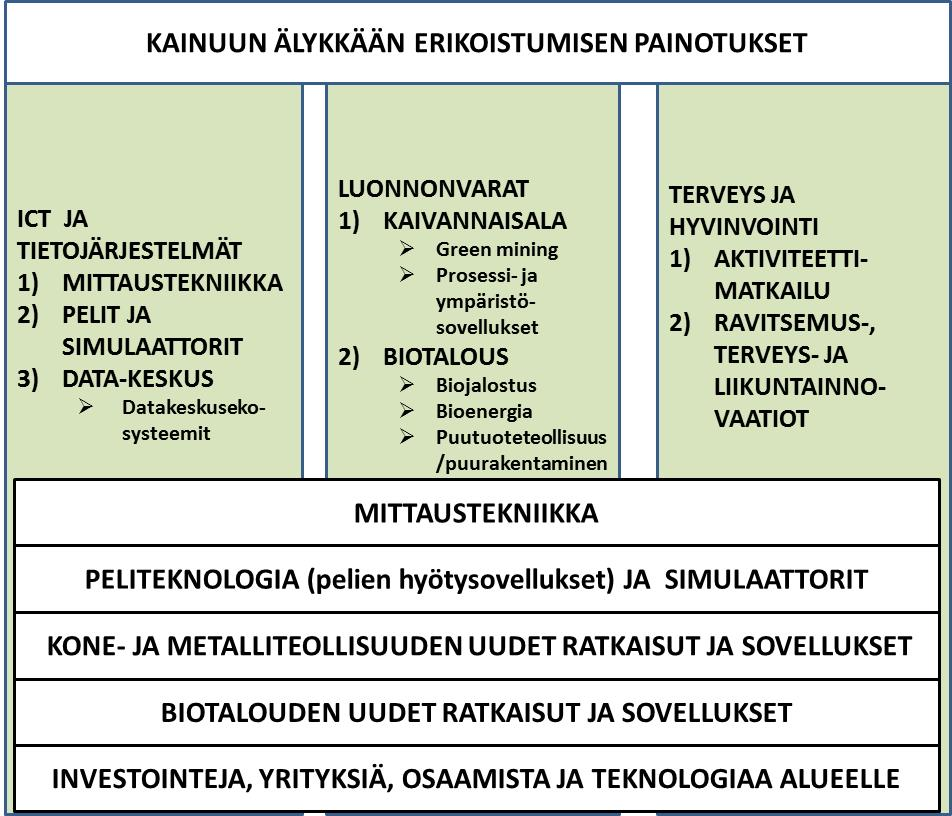 KAINUUN ÄLYKKÄÄN ERIKOISTUMISEN PAINOTUKSET
ICT JA
TIETOJÄRJESTELMÄT
1) MITTAUSTEKNIIKKA
2) PELIT JA
SIMULAATTORIT
3) DATA-KESKUS
➢ Datakeskuseko-
systeemit
LUONNONVARAT
1) KAIVANNAISALA
➢ Green mining
➢ Prosessi- ja
ympäristö-
sovellukset
2) BIOTALOUS
➢ Biojalostus
➢ Bioenergia
➢ Puutuoteteollisuus
/puurakentaminen
TERVEYS JA
HYVINVOINTI
1) AKTIVITEETTI-
MATKAILU
2) RAVITSEMUS-,
TERVEYS- JA
LIIKUNTAINNO-
VAATIOT
MITTAUSTEKNIIKKA
PELITEKNOLOGIA (pelien hyötysovellukset) JA SIMULAATTORIT
KONE- JA METALLITEOLLISUUDEN UUDET RATKAISUT JA SOVELLUKSET
BIOTALOUDEN UUDET RATKAISUT JA SOVELLUKSET
INVESTOINTEJA, YRITYKSIÄ, OSAAMISTA JA TEKNOLOGIAA ALUEELLE